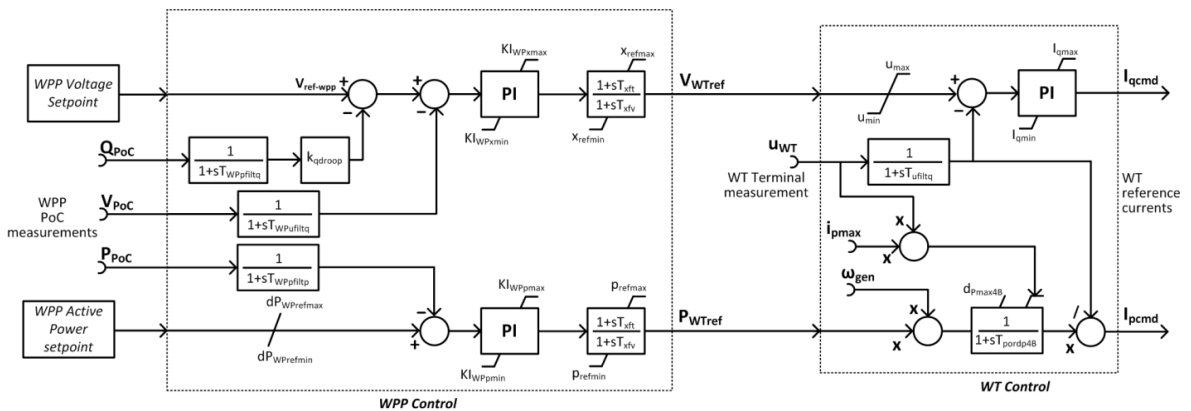 WPP Voltage
Setpoint
V_ref-wpp
+
−
+
−
KI_WPxmax
PI
KI_WPxmin
x_refmax
1+sT_xft
1+sT_xfv
x_refmin
V_WTref
u_max
u_min
+
−
I_qmax
PI
I_qmin
I_qcmd
Q_PoC
1
1+sT_WPpfiltq
k_qdroop
u_WT
WT Terminal
measurement
1
1+sT_ufiltq
WT
reference
currents
WPP
PoC
measurements
V_PoC
1
1+sT_WPufiltq
i_pmax
x
x
P_PoC
1
1+sT_WPpfiltp
ω_gen
WPP Active
Power
setpoint
dP_WPrefmax
dP_WPrefmin
−
+
KI_WPpmax
PI
KI_WPpmin
p_refmax
1+sT_xft
1+sT_xfv
p_refmin
P_WTref
x
x
d_Pmax4B
1
1+sT_pordp4B
/
x
I_pcmd
WPP Control
WT Control